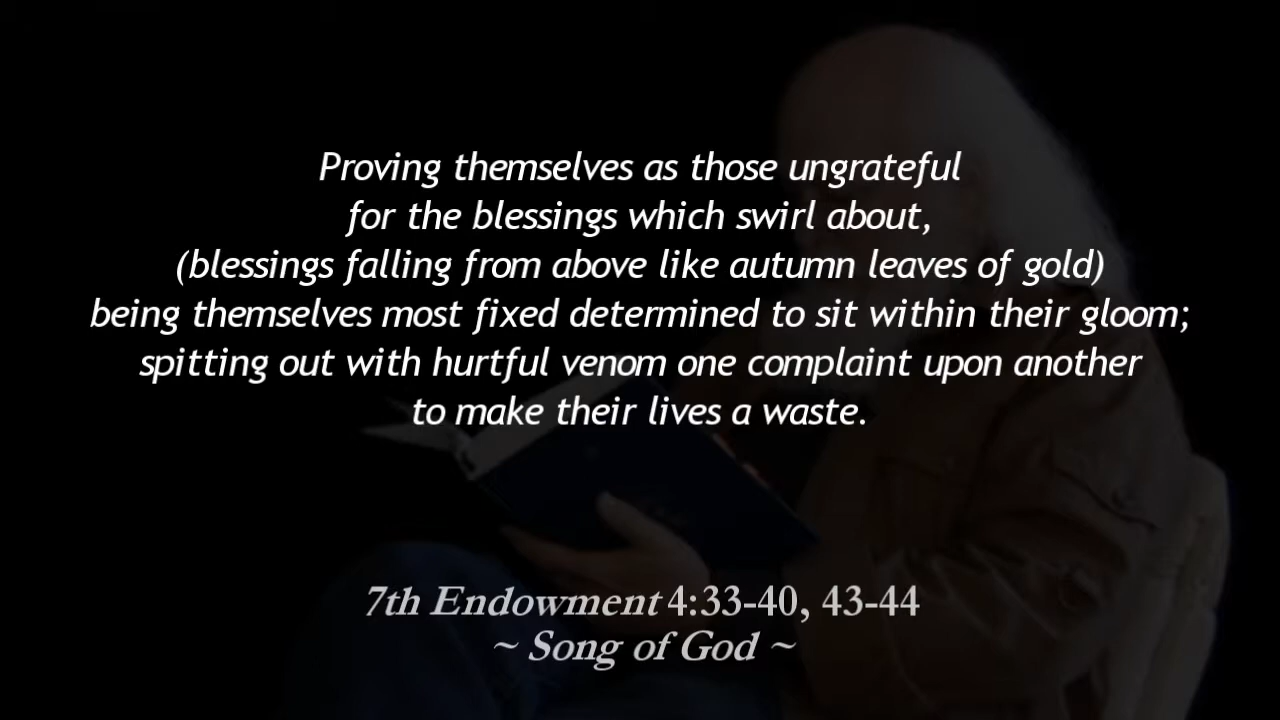 Proving themselves as those ungrateful
for the blessings which swirl about,
(blessings falling from above like autumn leaves of gold)
being themselves most fixed determined to sit within their gloom;
spitting out with hurtful venom one complaint upon another
to make their lives a waste.
7th Endowment 4:33-40, 43-44
~ Song of God ~